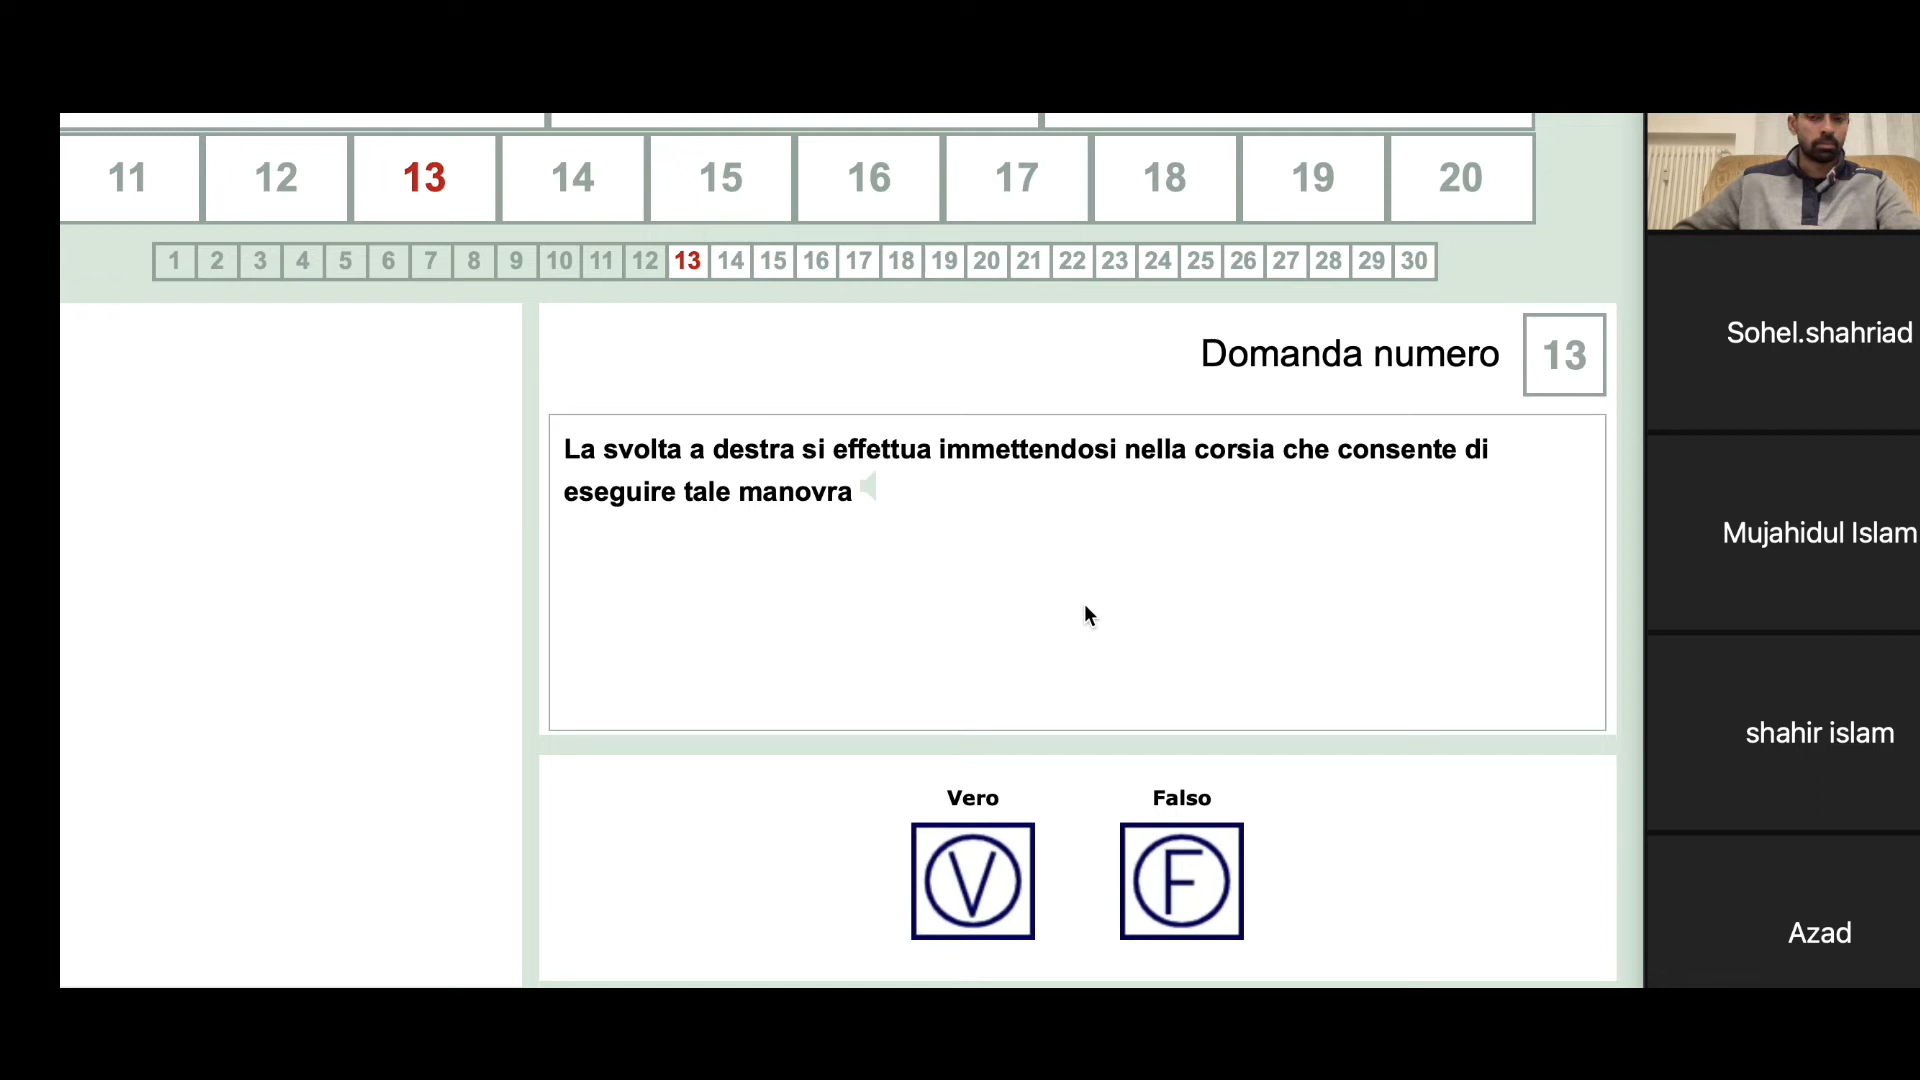 11 12 13 14 15 16 17 18 19 20
1 2 3 4 5 6 7 8 9 10 11 12 13 14 15 16 17 18 19 20 21 22 23 24 25 26 27 28 29 30
Domanda numero 13
La svolta a destra si effettua immettendosi nella corsia che consente di
eseguire tale manovra
Vero Falso
V F
Sohel.shahriad
Mujahidul Islam
shahir islam
Azad